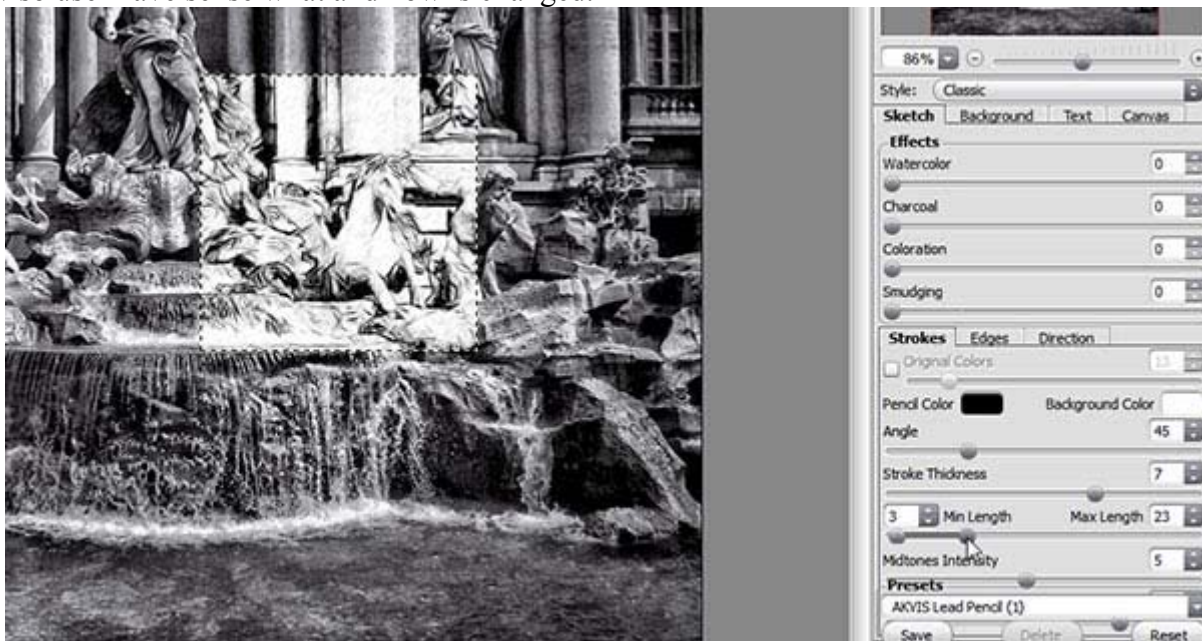 86%
Style: Classic
Sketch Background Text Canvas
Effects
Watercolor 0
Charcoal 0
Coloration 0
Smudging 0
Strokes Edges Direction
Original Colors 13
Pencil Color Background Color
Angle 45
Stroke Thickness 7
3 Min Length Max Length 23
Midtones Intensity 5
Presets
AKVIS Lead Pencil (1)
Save Delete Reset